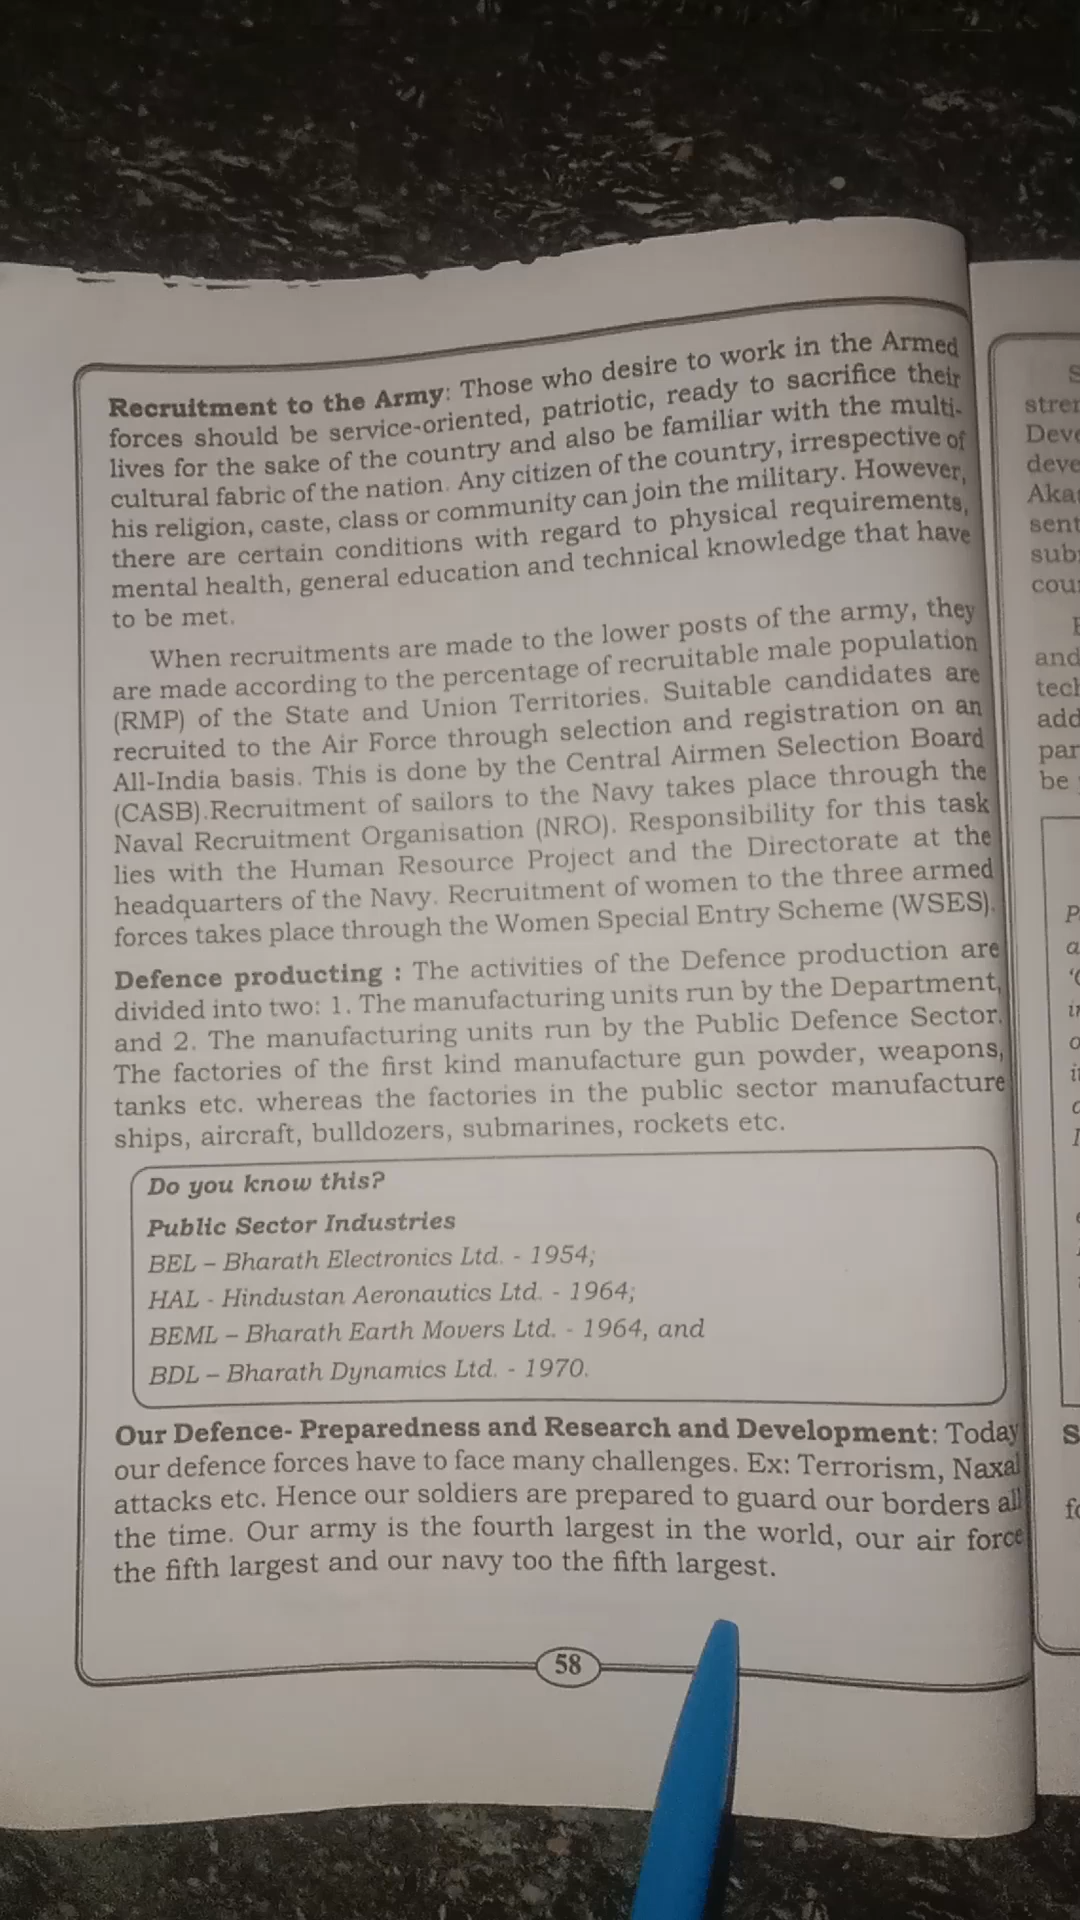 Recruitment to the Army: Those who desire to work in the Armed
forces should be service-oriented, patriotic, ready to sacrifice their
lives for the sake of the country and also be familiar with the multi-
cultural fabric of the nation. Any citizen of the country, irrespective of
his religion, caste, class or community can join the military. However,
there are certain conditions with regard to physical requirements,
mental health, general education and technical knowledge that have
to be met.
When recruitments are made to the lower posts of the army, they
are made according to the percentage of recruitable male population
(RMP) of the State and Union Territories. Suitable candidates are
recruited to the Air Force through selection and registration on an
All-India basis. This is done by the Central Airmen Selection Board
(CASB).Recruitment of sailors to the Navy takes place through the
Naval Recruitment Organisation (NRO). Responsibility for this task
lies with the Human Resource Project and the Directorate at the
headquarters of the Navy. Recruitment of women to the three armed
forces takes place through the Women Special Entry Scheme (WSES).
Defence producting : The activities of the Defence production are
divided into two: 1. The manufacturing units run by the Department,
and 2. The manufacturing units run by the Public Defence Sector.
The factories of the first kind manufacture gun powder, weapons,
tanks etc. whereas the factories in the public sector manufacture
ships, aircraft, bulldozers, submarines, rockets etc.
Do you know this?
Public Sector Industries
BEL – Bharath Electronics Ltd. - 1954;
HAL - Hindustan Aeronautics Ltd. - 1964;
BEML – Bharath Earth Movers Ltd. - 1964, and
BDL – Bharath Dynamics Ltd. - 1970.
Our Defence- Preparedness and Research and Development: Today
our defence forces have to face many challenges. Ex: Terrorism, Naxal
attacks etc. Hence our soldiers are prepared to guard our borders all
the time. Our army is the fourth largest in the world, our air force
the fifth largest and our navy too the fifth largest.
58